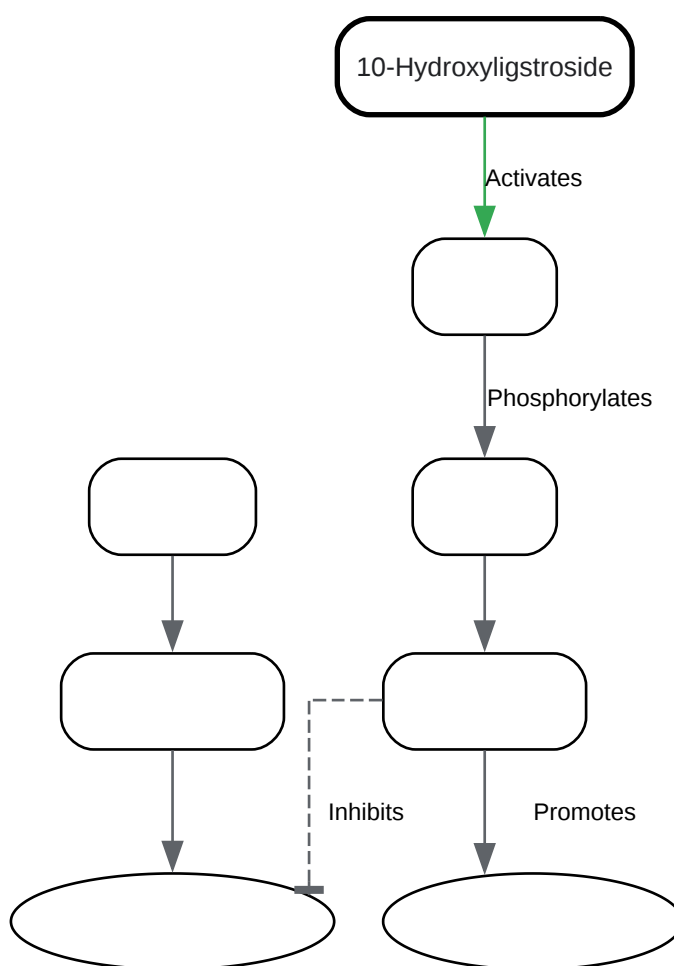 10-Hydroxyligstroside
Activates
Phosphorylates
Inhibits
Promotes